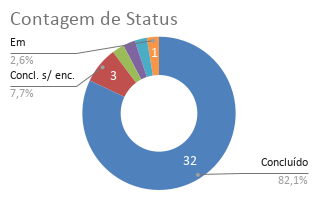 Contagem de Status
Em
2,6%
1
Concl. s/ enc.
7,7%
3
32
Concluído
82,1%